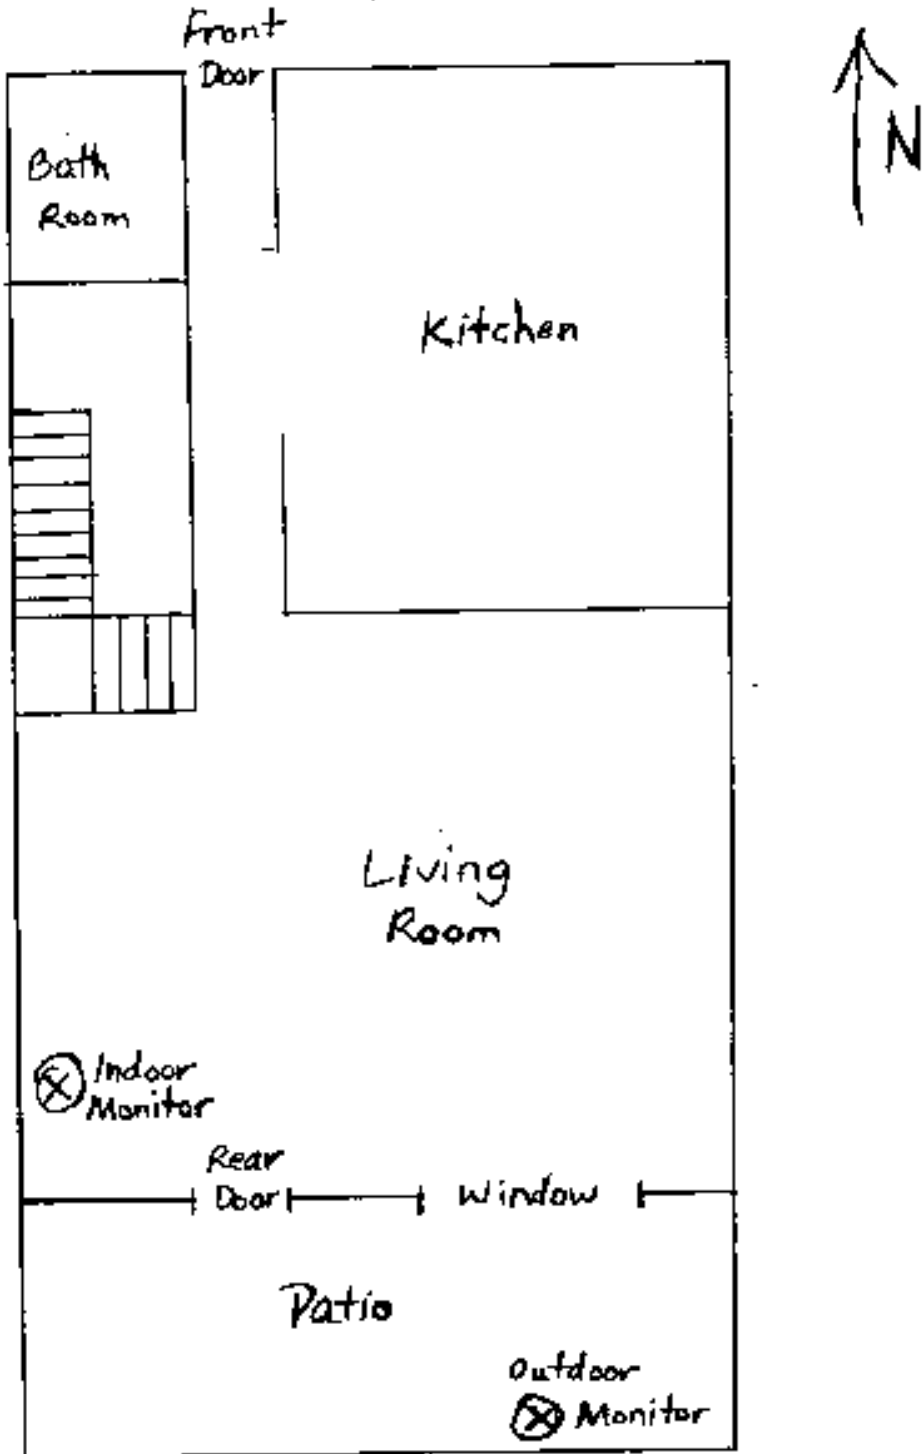 Front
Door
N
Bath
Room
Kitchen
Living
Room
Indoor
Monitor
Rear
Door
Window
Patio
Outdoor
Monitor